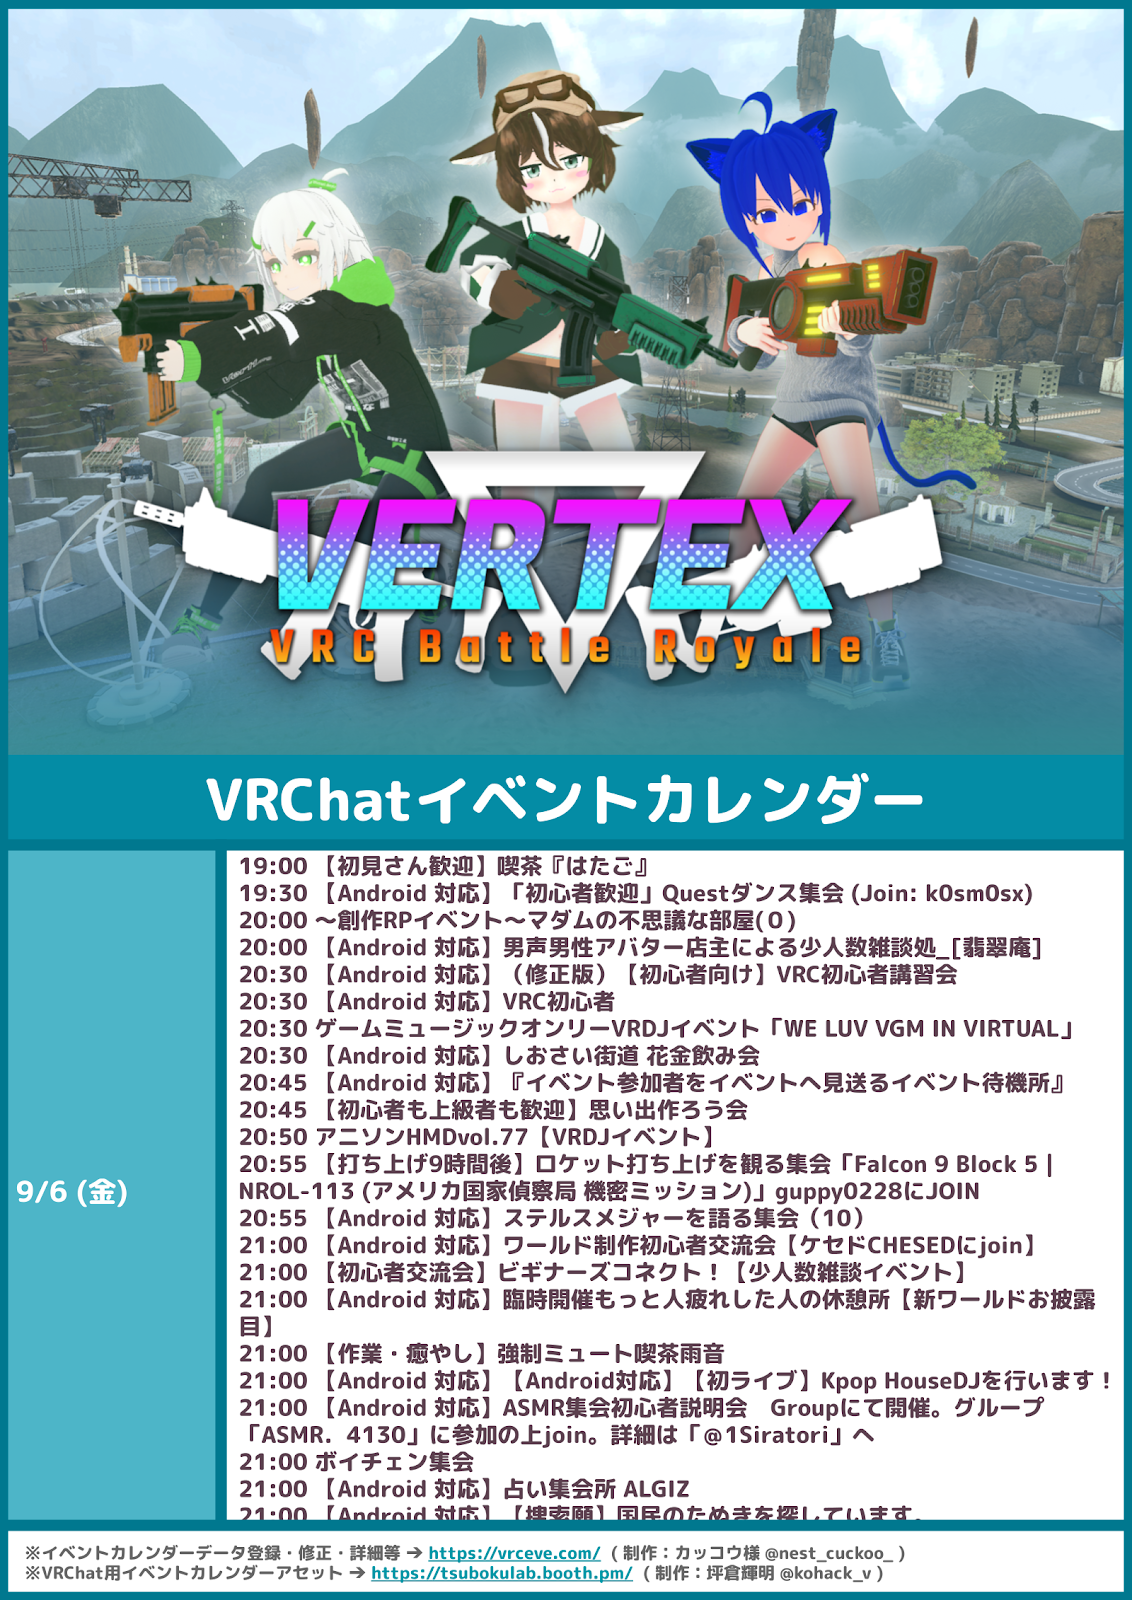 VERTEX
VRC Battle Royale
VRChatイベントカレンダー
9/6 (金)
19:00 【初見さん歓迎】喫茶『はたご』
19:30 【Android 対応】「初心者歓迎」Questダンス集会 (Join: k0sm0sx)
20:00 ～創作RPイベント～マダムの不思議な部屋(０)
20:00 【Android 対応】男声男性アバター店主による少人数雑談処_[翡翠庵]
20:30 【Android 対応】（修正版）【初心者向け】VRC初心者講習会
20:30 【Android 対応】VRC初心者
20:30 ゲームミュージックオンリーVRDJイベント「WE LUV VGM IN VIRTUAL」
20:30 【Android 対応】しおさい街道 花金飲み会
20:45 【Android 対応】『イベント参加者をイベントへ見送るイベント待機所』
20:45 【初心者も上級者も歓迎】思い出作ろう会
20:50 アニソンHMDvol.77【VRDJイベント】
20:55 【打ち上げ9時間後】ロケット打ち上げを観る集会「Falcon 9 Block 5 |
NROL-113 (アメリカ国家偵察局 機密ミッション)」guppy0228にJOIN
20:55 【Android 対応】ステルスメジャーを語る集会（10）
21:00 【Android 対応】ワールド制作初心者交流会【ケセドCHESEDにjoin】
21:00 【初心者交流会】ビギナーズコネクト！【少人数雑談イベント】
21:00 【Android 対応】臨時開催もっと人疲れした人の休憩所【新ワールドお披露
目】
21:00 【作業・癒やし】強制ミュート喫茶雨音
21:00 【Android 対応】【Android対応】【初ライブ】Kpop HouseDJを行います！
21:00 【Android 対応】ASMR集会初心者説明会　Groupにて開催。グループ
「ASMR．4130」に参加の上join。詳細は「＠1Siratori」へ
21:00 ボイチェン集会
21:00 【Android 対応】占い集会所 ALGIZ
21:00 【Android 対応】【捜索願】国民のためきを探しています。
※イベントカレンダーデータ登録・修正・詳細等 → https://vrceve.com/ ( 制作：カッコウ様 @nest_cuckoo_ )
※VRChat用イベントカレンダーアセット → https://tsubokulab.booth.pm/ ( 制作：坪倉輝明 @kohack_v )